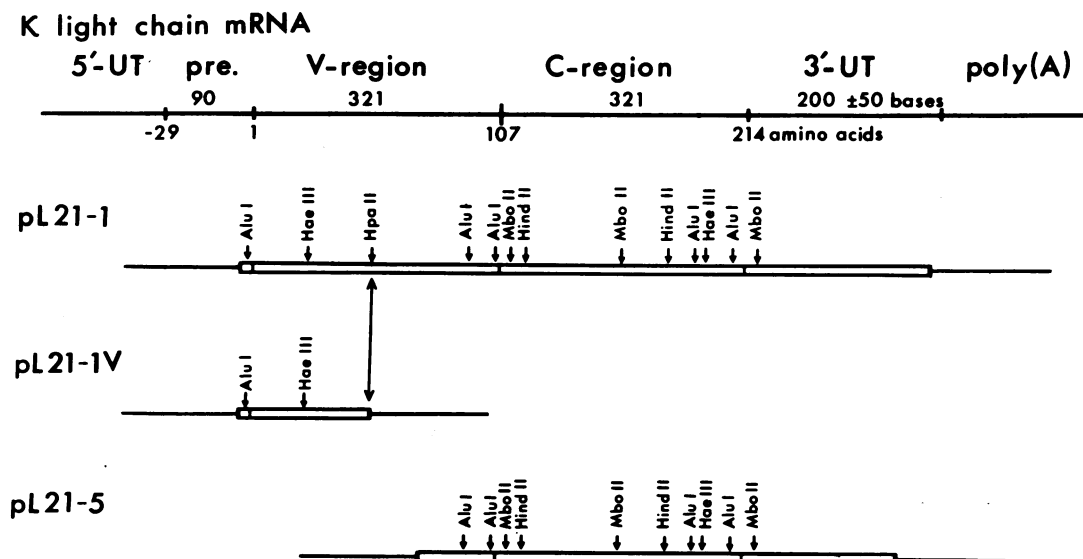 K light chain mRNA
5′-UT pre. V-region C-region 3′-UT poly(A)
90 321 321 200 ±50 bases
-29 1 107 214 amino acids
pL21-1
Alu I Hae III Hpa II Alu I Alu I Mbo II Hind II Mbo II Hind II Alu I Hae III Alu I Mbo II
pL21-1V
Alu I Hae III
pL21-5
Alu I Alu I Mbo II Hind II Mbo II Hind II Alu I Hae III Alu I Mbo II